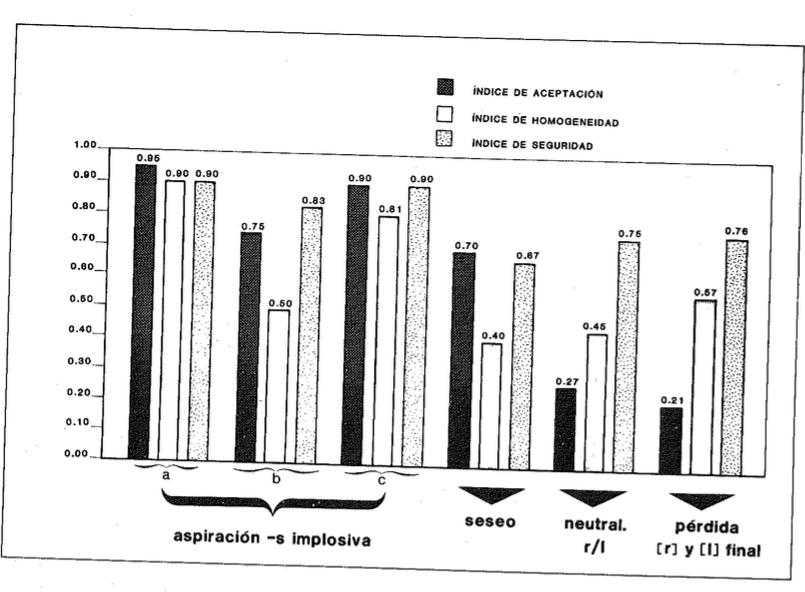 ÍNDICE DE ACEPTACIÓN
ÍNDICE DE HOMOGENEIDAD
ÍNDICE DE SEGURIDAD
1.00
0.90
0.80
0.70
0.60
0.50
0.40
0.30
0.20
0.10
0.00
0.95
0.90
0.90
0.75
0.50
0.83
0.90
0.81
0.90
0.70
0.40
0.67
0.27
0.45
0.75
0.21
0.57
0.76
a
b
c
aspiración -s implosiva
seseo
neutral.
r/l
pérdida
[r] y [l] final